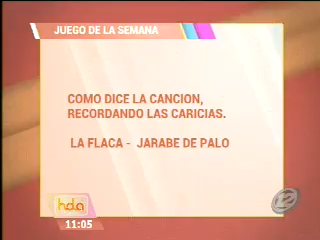 JUEGO DE LA SEMANA
COMO DICE LA CANCION,
RECORDANDO LAS CARICIAS.
LA FLACA - JARABE DE PALO
hda
11:05
12